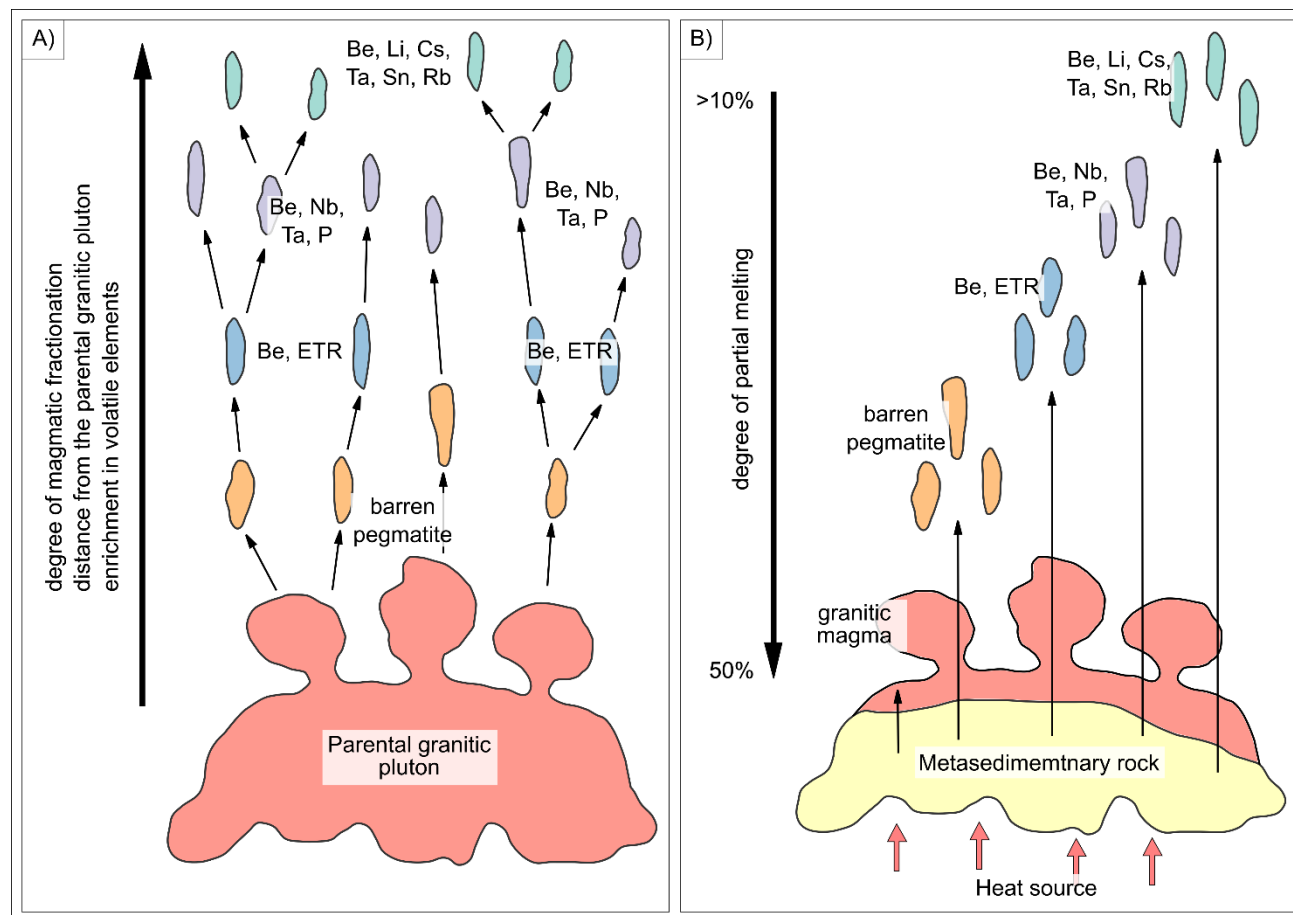 A)
degree of magmatic fractionation
distance from the parental granitic pluton
enrichment in volatile elements
Be, Li, Cs,
Ta, Sn, Rb
Be, Nb,
Ta, P
Be, Nb,
Ta, P
Be, ETR
Be, ETR
barren
pegmatite
Parental granitic
pluton
B)
>10%
degree of partial melting
50%
Be, Li, Cs,
Ta, Sn, Rb
Be, Nb,
Ta, P
Be, ETR
barren
pegmatite
granitic
magma
Metasedimemtnary rock
Heat source